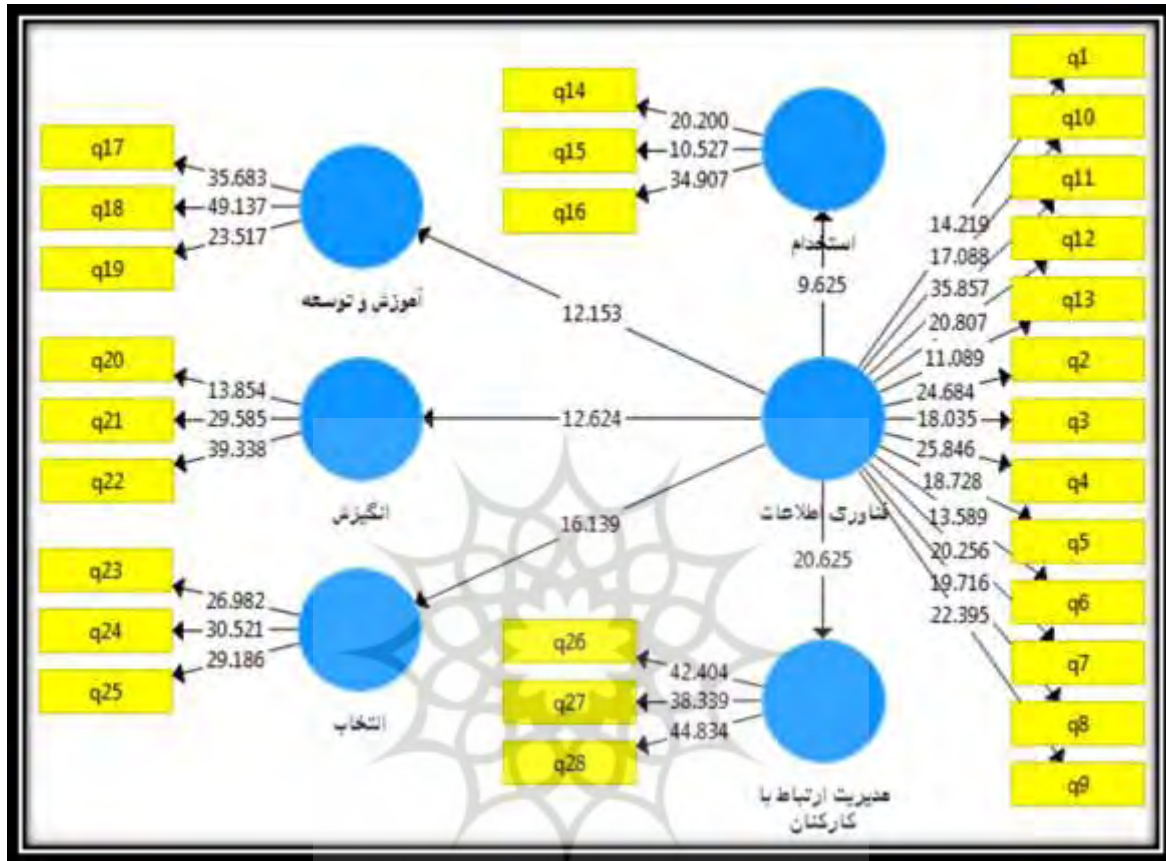 q17
q18
q19
35.683
49.137
23.517
آموزش و توسعه
q20
q21
q22
13.854
29.585
39.338
انگیزش
q23
q24
q25
26.982
30.521
29.186
انتخاب
q14
q15
q16
20.200
10.527
34.907
استخدام
9.625
12.153
12.624
16.139
20.625
فناوری اطلاعات
q26
q27
q28
42.404
38.339
44.834
مدیریت ارتباط با
کارکنان
14.219
17.088
35.857
20.807
11.089
24.684
18.035
25.846
18.728
13.589
20.256
19.716
22.395
q1
q10
q11
q12
q13
q2
q3
q4
q5
q6
q7
q8
q9